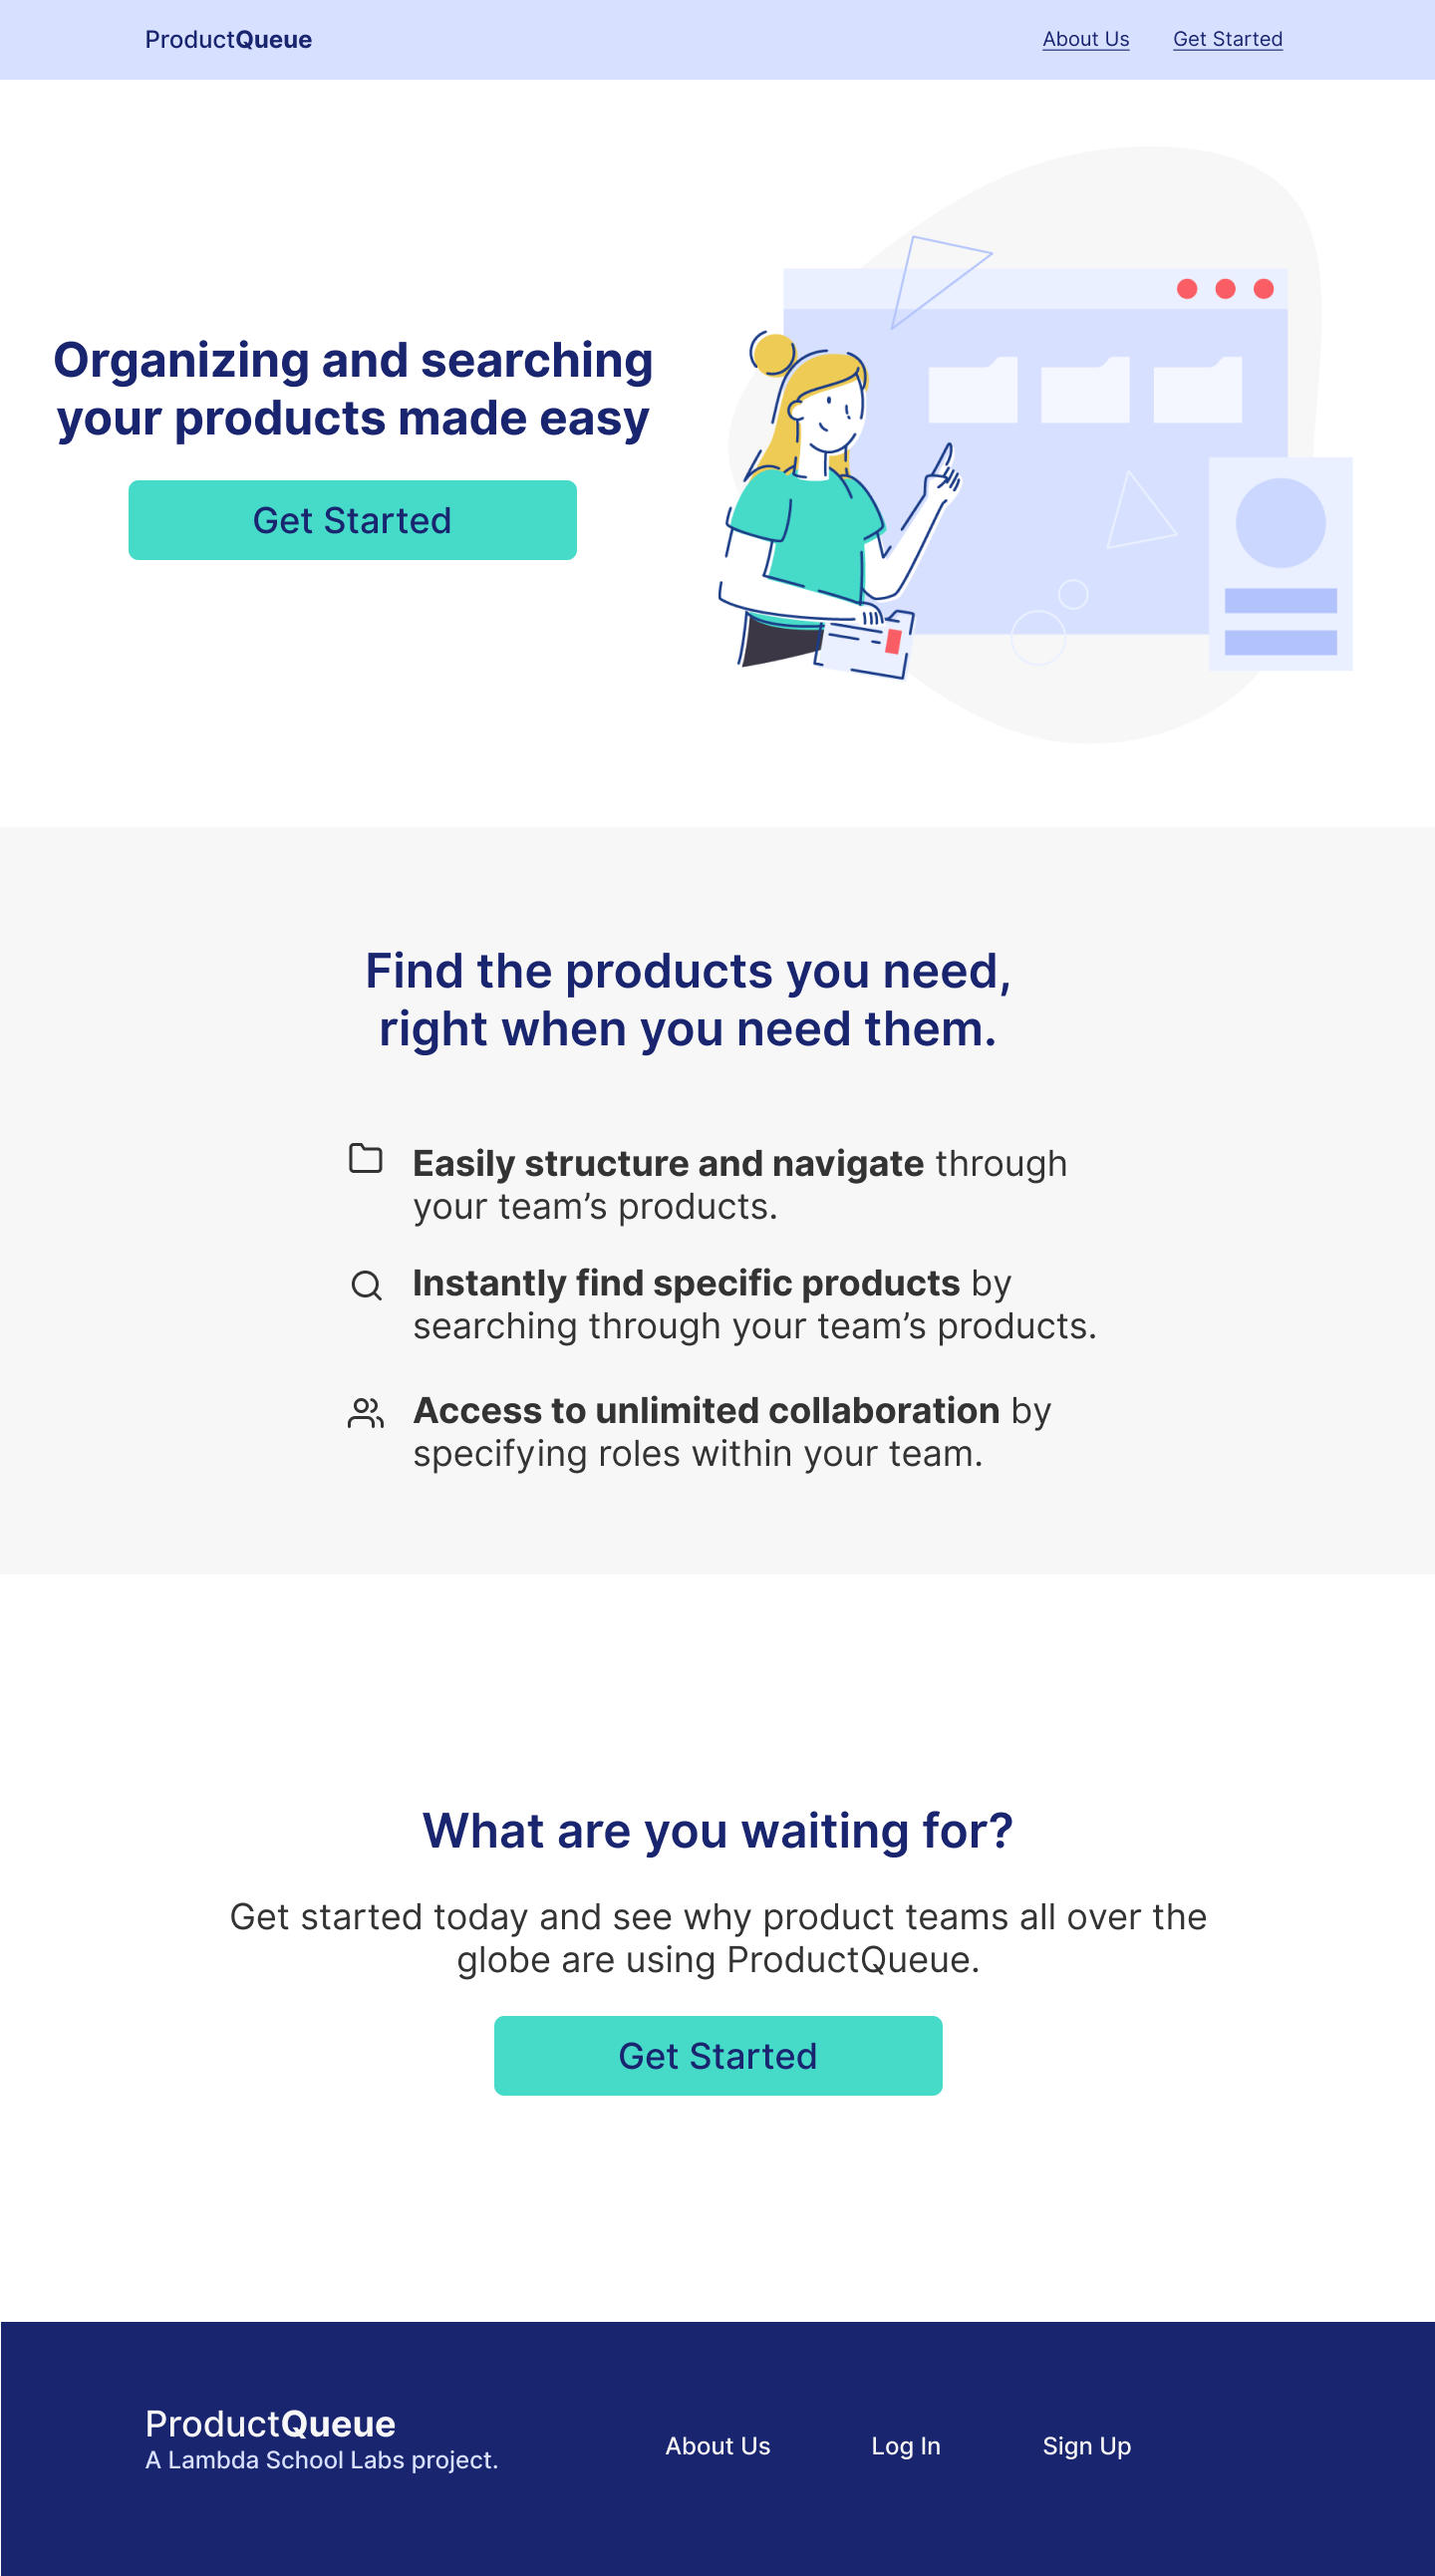 ProductQueue
About Us
Get Started
Organizing and searching
your products made easy
Get Started
Find the products you need,
right when you need them.
Easily structure and navigate through
your team’s products.
Instantly find specific products by
searching through your team’s products.
Access to unlimited collaboration by
specifying roles within your team.
What are you waiting for?
Get started today and see why product teams all over the
globe are using ProductQueue.
Get Started
ProductQueue
A Lambda School Labs project.
About Us
Log In
Sign Up